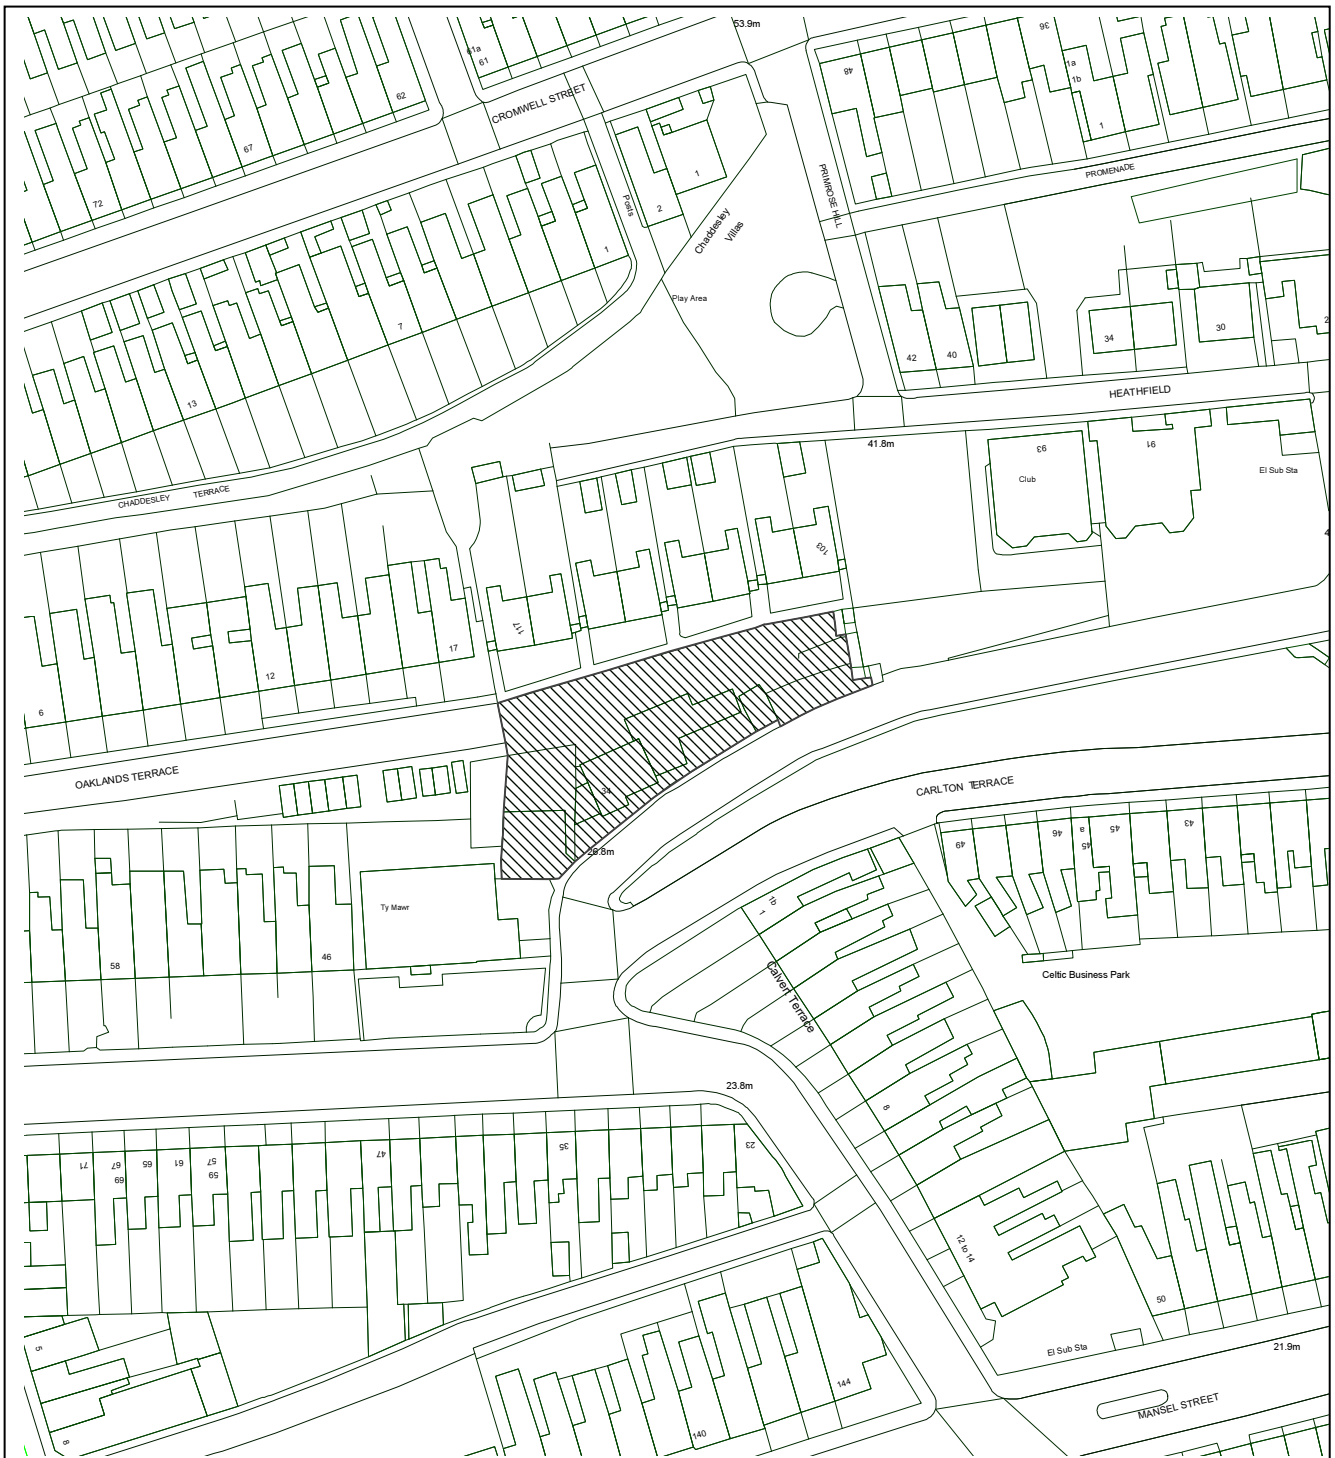 53.9m
61a
61
62
CROMWELL STREET
48
36
1a
1b
1
67
72
PROMENADE
1
2
Posts
PRIMROSE HILL
Chaddesley
Villas
1
Play Area
7
13
42
40
34
30
2
HEATHFIELD
41.8m
93
Club
91
El Sub Sta
4
CHADDESLEY TERRACE
103
117
17
12
6
OAKLANDS TERRACE
34
26.8m
CARLTON TERRACE
49
46
45
a
45
43
1b
1
Ty Mawr
58
46
Calvert Terrace
Celtic Business Park
8
23.8m
71
67
69
65
61
57
59
47
35
23
12 to 14
50
5
8
El Sub Sta
21.9m
MANSEL STREET
144
140